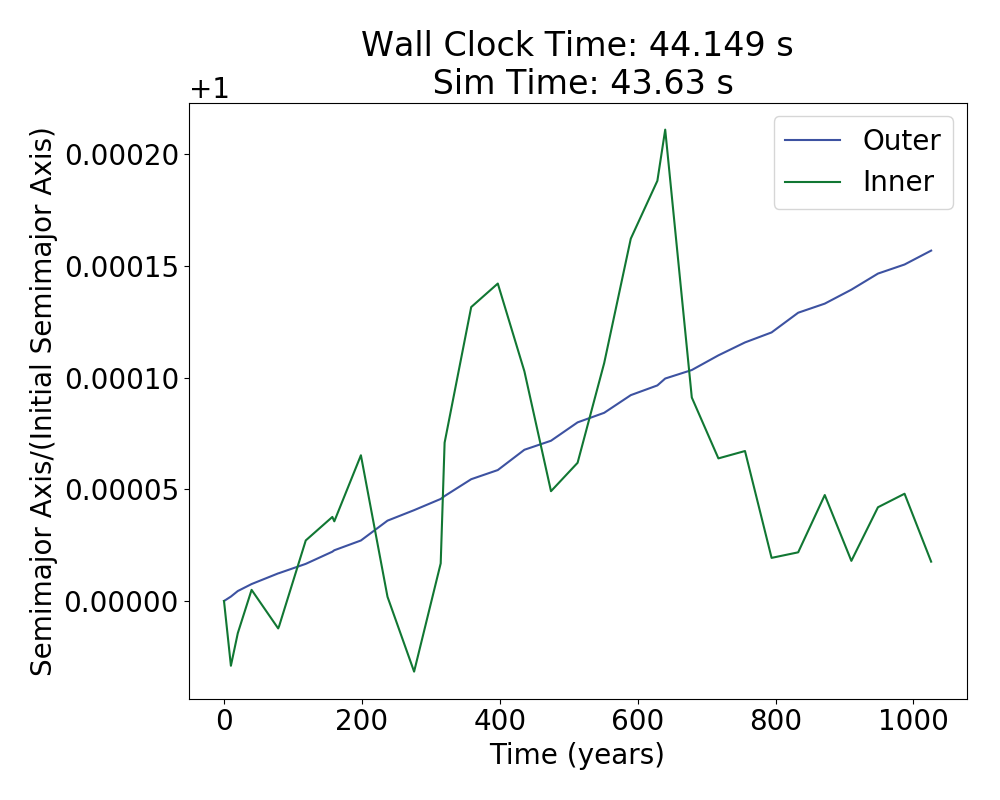 Wall Clock Time: 44.149 s
Sim Time: 43.63 s
+1
Outer
Inner
Semimajor Axis/(Initial Semimajor Axis)
0.00020
0.00015
0.00010
0.00005
0.00000
0 200 400 600 800 1000
Time (years)